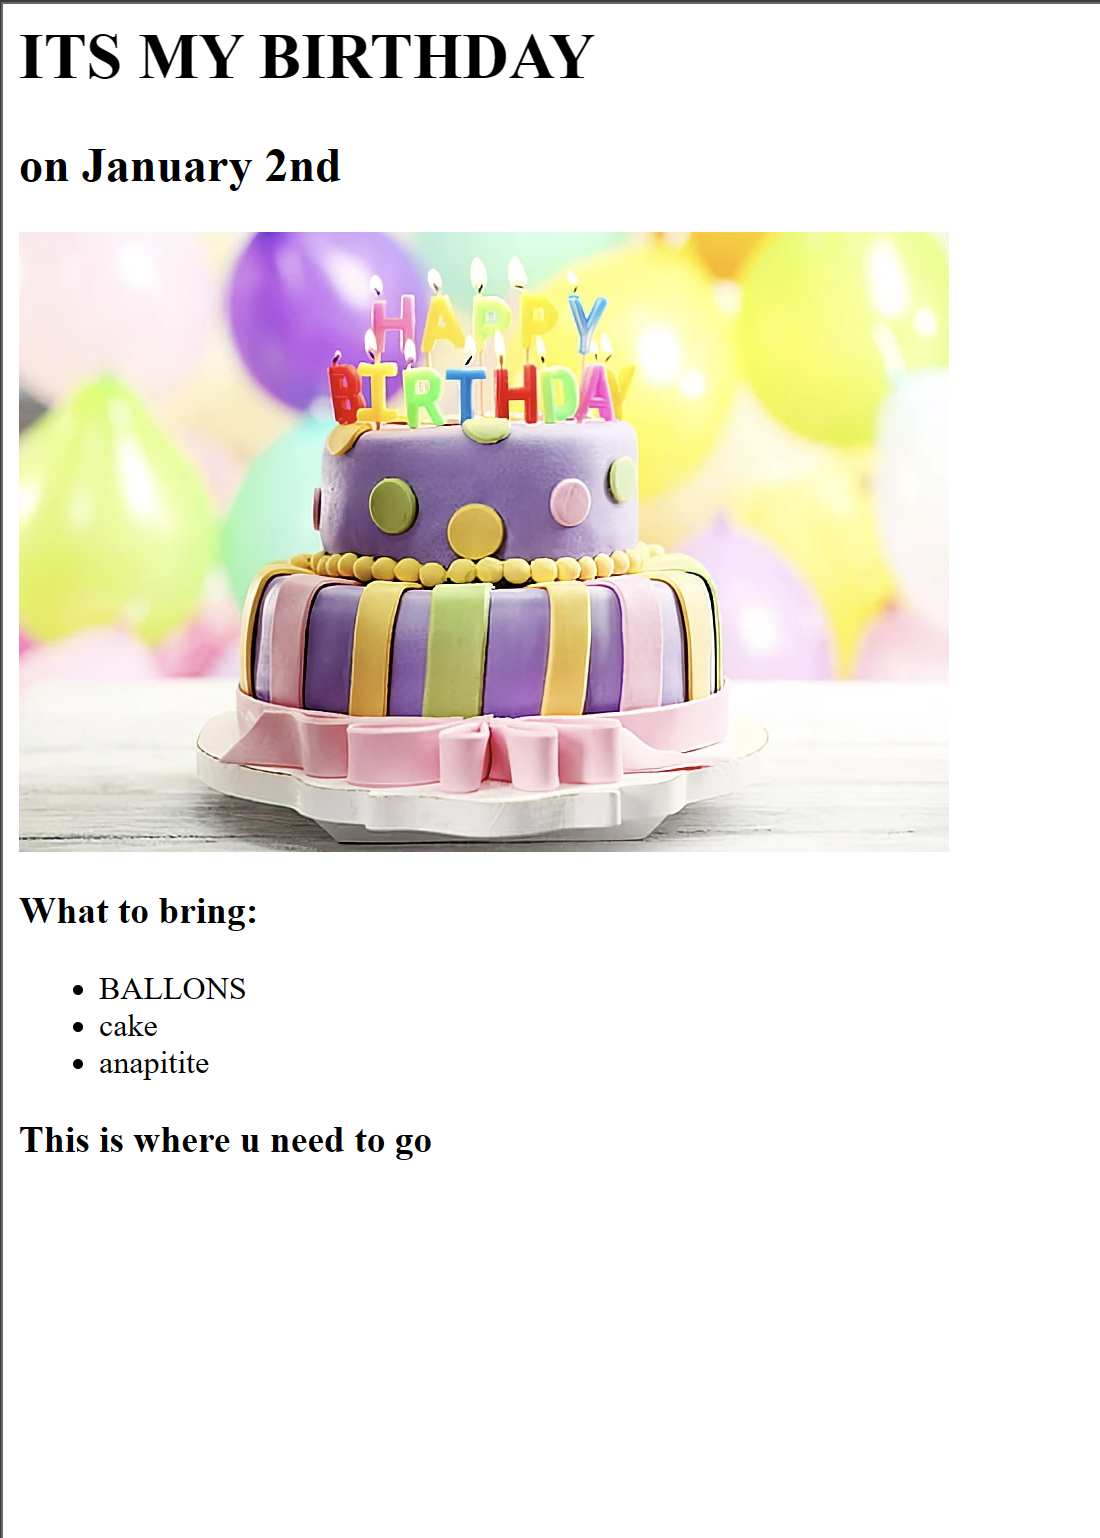 ITS MY BIRTHDAY
on January 2nd
HAPPY
BIRTHDAY
What to bring:
BALLONS
cake
anapitite
This is where u need to go